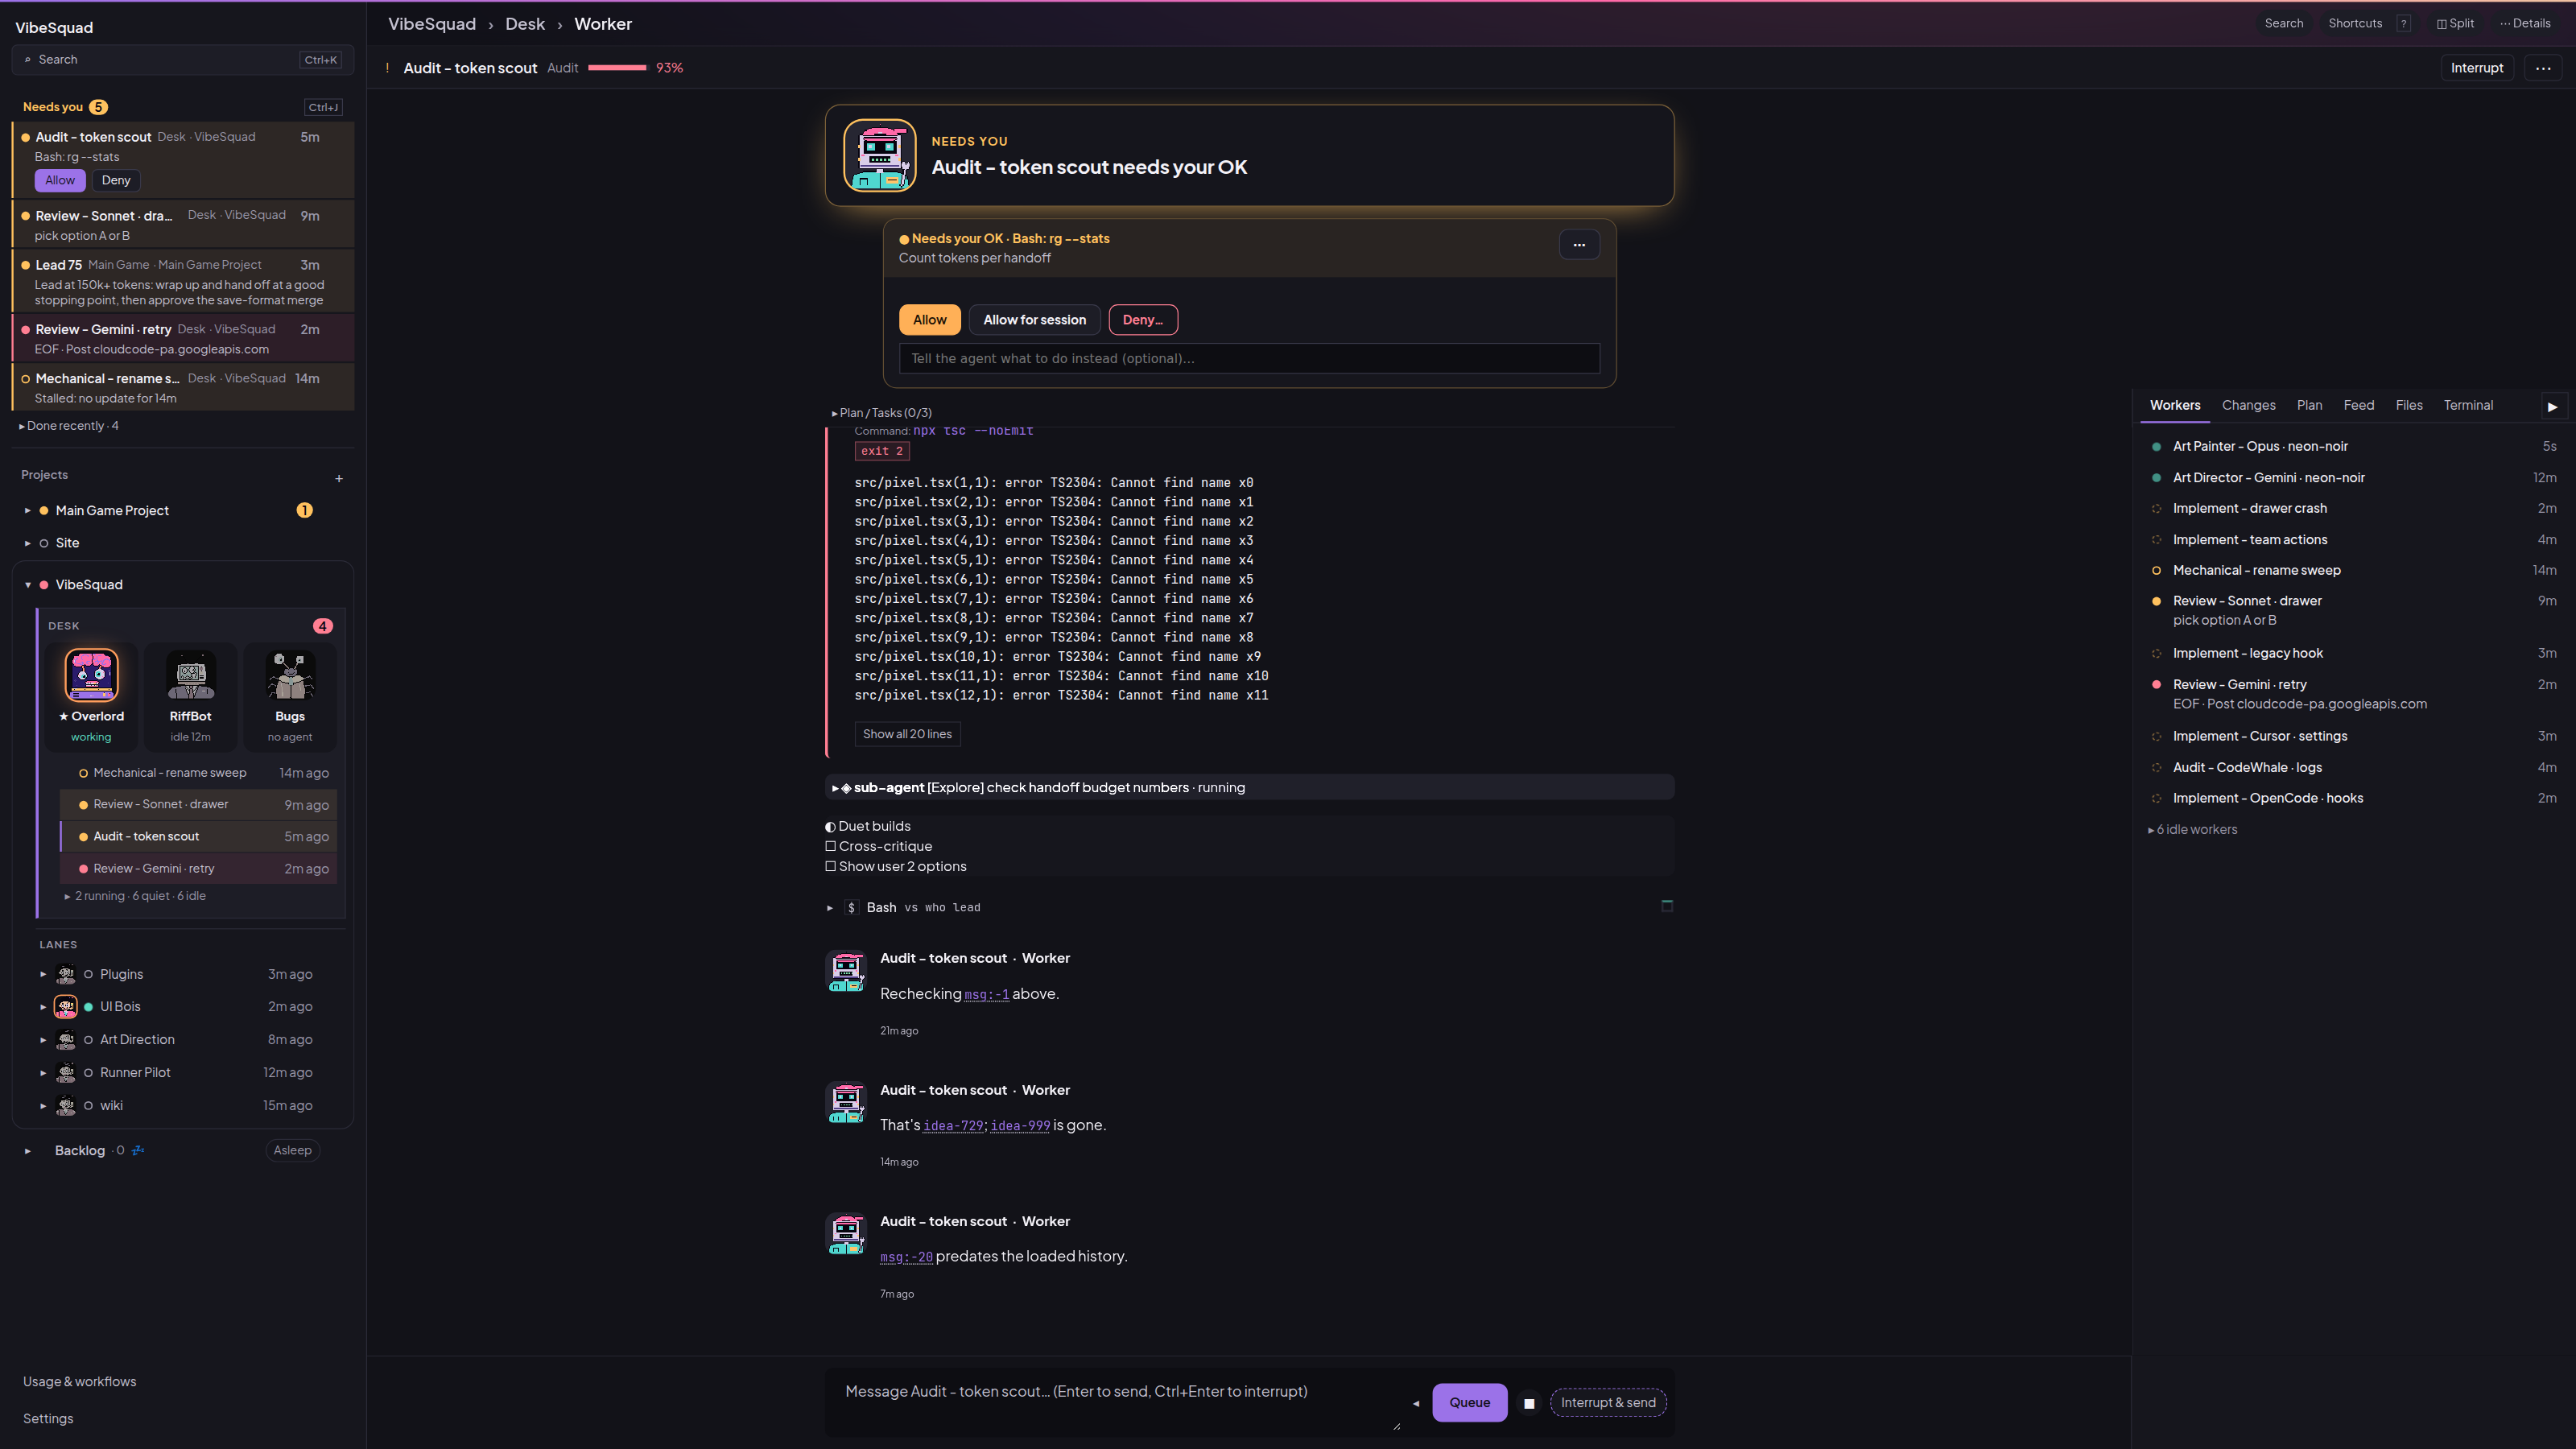 VibeSquad
Search Ctrl+K
Needs you 5 Ctrl+J
Audit - token scout Desk · VibeSquad 5m
Bash: rg --stats
Allow Deny
Review - Sonnet · dra... Desk · VibeSquad 9m
pick option A or B
Lead 75 Main Game · Main Game Project 3m
Lead at 150k+ tokens: wrap up and hand off at a good
stopping point, then approve the save-format merge
Review - Gemini · retry Desk · VibeSquad 2m
EOF · Post cloudcode-pa.googleapis.com
Mechanical - rename s... Desk · VibeSquad 14m
Stalled: no update for 14m
▸ Done recently · 4
Projects +
▸ Main Game Project 1
▸ Site
▾ VibeSquad
DESK 4
★ Overlord RiffBot Bugs
working idle 12m no agent
Mechanical - rename sweep 14m ago
Review - Sonnet · drawer 9m ago
Audit - token scout 5m ago
Review - Gemini · retry 2m ago
▸ 2 running · 6 quiet · 6 idle
LANES
▸ Plugins 3m ago
▸ UI Bois 2m ago
▸ Art Direction 8m ago
▸ Runner Pilot 12m ago
▸ wiki 15m ago
▸ Backlog · 0 💤 Asleep
Usage & workflows
Settings
VibeSquad › Desk › Worker
Search Shortcuts ? Split ··· Details
! Audit - token scout Audit 93%
Interrupt ···
NEEDS YOU
Audit - token scout needs your OK
Needs your OK · Bash: rg --stats ···
Count tokens per handoff
Allow Allow for session Deny...
Tell the agent what to do instead (optional)...
▸ Plan / Tasks (0/3)
Command: npx tsc --noEmit
exit 2
src/pixel.tsx(1,1): error TS2304: Cannot find name x0
src/pixel.tsx(2,1): error TS2304: Cannot find name x1
src/pixel.tsx(3,1): error TS2304: Cannot find name x2
src/pixel.tsx(4,1): error TS2304: Cannot find name x3
src/pixel.tsx(5,1): error TS2304: Cannot find name x4
src/pixel.tsx(6,1): error TS2304: Cannot find name x5
src/pixel.tsx(7,1): error TS2304: Cannot find name x6
src/pixel.tsx(8,1): error TS2304: Cannot find name x7
src/pixel.tsx(9,1): error TS2304: Cannot find name x8
src/pixel.tsx(10,1): error TS2304: Cannot find name x9
src/pixel.tsx(11,1): error TS2304: Cannot find name x10
src/pixel.tsx(12,1): error TS2304: Cannot find name x11
Show all 20 lines
▸ ◈ sub-agent [Explore] check handoff budget numbers · running
◐ Duet builds
☐ Cross-critique
☐ Show user 2 options
▸ $ Bash vs who lead
Audit - token scout · Worker
Rechecking msg:-1 above.
21m ago
Audit - token scout · Worker
That's idea-729; idea-999 is gone.
14m ago
Audit - token scout · Worker
msg:-20 predates the loaded history.
7m ago
Message Audit - token scout... (Enter to send, Ctrl+Enter to interrupt)
◂ Queue ■ Interrupt & send
Workers Changes Plan Feed Files Terminal ▶
Art Painter - Opus · neon-noir 5s
Art Director - Gemini · neon-noir 12m
Implement - drawer crash 2m
Implement - team actions 4m
Mechanical - rename sweep 14m
Review - Sonnet · drawer 9m
pick option A or B
Implement - legacy hook 3m
Review - Gemini · retry 2m
EOF · Post cloudcode-pa.googleapis.com
Implement - Cursor · settings 3m
Audit - CodeWhale · logs 4m
Implement - OpenCode · hooks 2m
▸ 6 idle workers